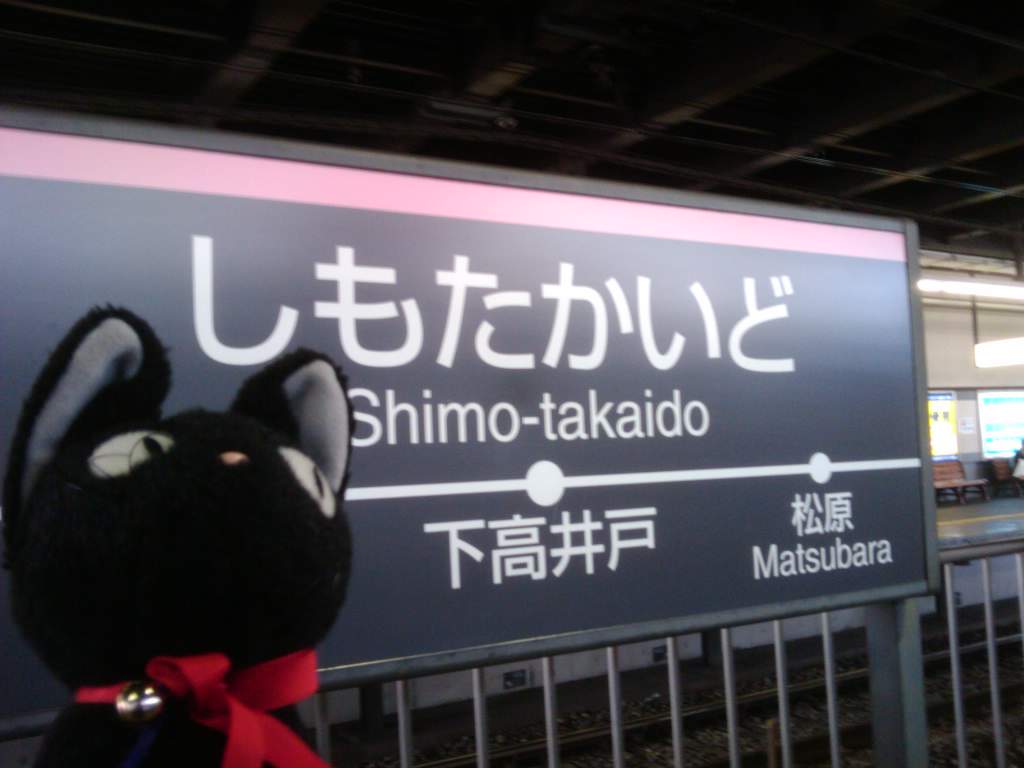 しもたかいど
Shimo-takaido
下高井戸
松原
Matsubara